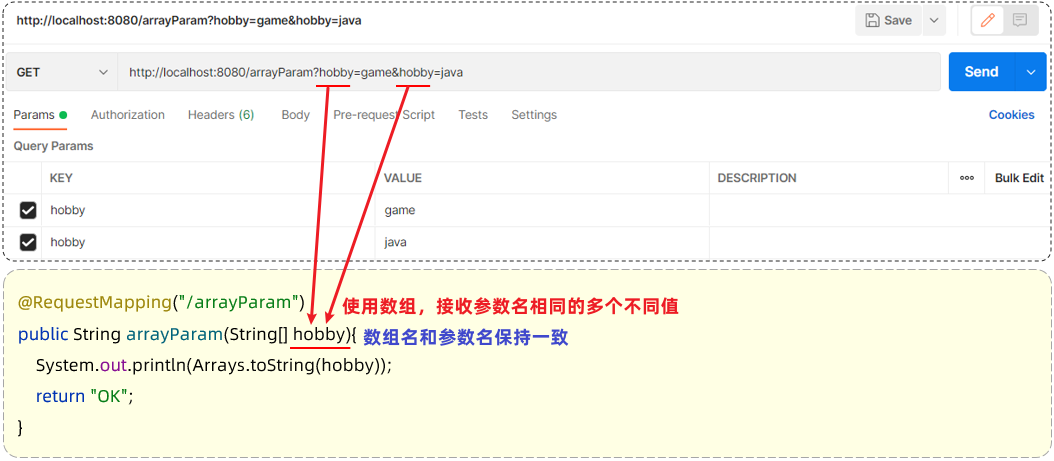 http://localhost:8080/arrayParam?hobby=game&hobby=java
Save
GET
http://localhost:8080/arrayParam?hobby=game&hobby=java
Send
Params
Authorization
Headers (6)
Body
Pre-request Script
Tests
Settings
Cookies
Query Params
KEY
VALUE
DESCRIPTION
Bulk Edit
hobby
game
hobby
java
@RequestMapping("/arrayParam")
使用数组，接收参数名相同的多个不同值
public String arrayParam(String[] hobby){
数组名和参数名保持一致
System.out.println(Arrays.toString(hobby));
return "OK";
}